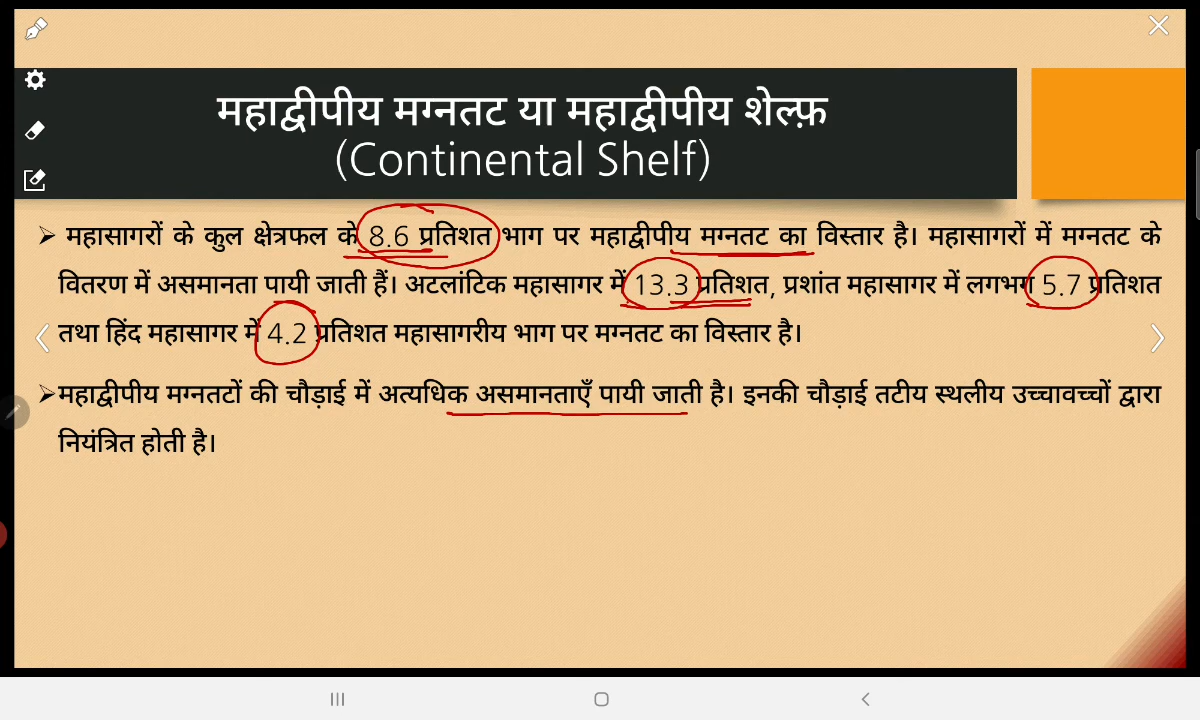 महाद्वीपीय मग्नतट या महाद्वीपीय शेल्फ़
(Continental Shelf)
➢ महासागरों के कुल क्षेत्रफल के 8.6 प्रतिशत भाग पर महाद्वीपीय मग्नतट का विस्तार है। महासागरों में मग्नतट के
वितरण में असमानता पायी जाती हैं। अटलांटिक महासागर में 13.3 प्रतिशत, प्रशांत महासागर में लगभग 5.7 प्रतिशत
तथा हिंद महासागर में 4.2 प्रतिशत महासागरीय भाग पर मग्नतट का विस्तार है।
➢महाद्वीपीय मग्नतटों की चौड़ाई में अत्यधिक असमानताएँ पायी जाती है। इनकी चौड़ाई तटीय स्थलीय उच्चावच्चों द्वारा
नियंत्रित होती है।